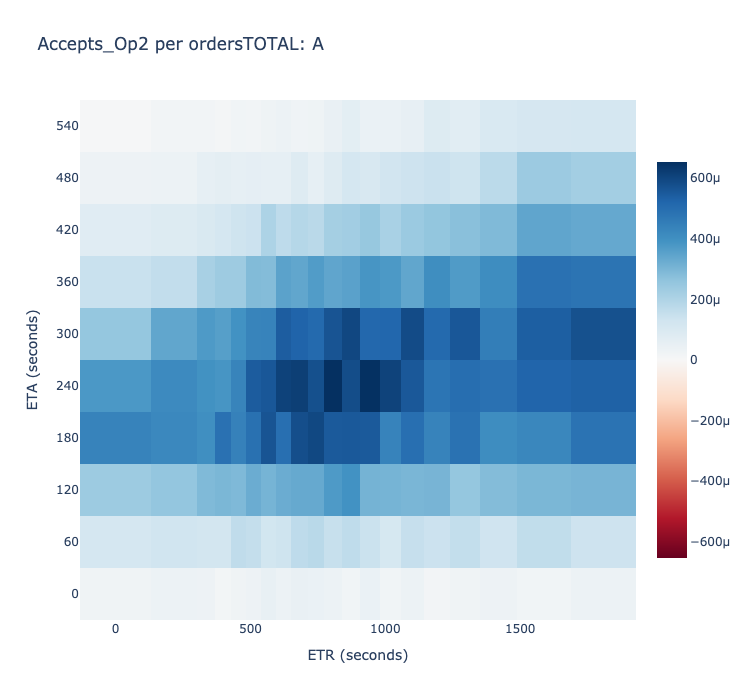 Accepts_Op2 per ordersTOTAL: A
540
480
420
360
300
240
180
120
60
0
ETA (seconds)
0
500
1000
1500
ETR (seconds)
600μ
400μ
200μ
0
−200μ
−400μ
−600μ